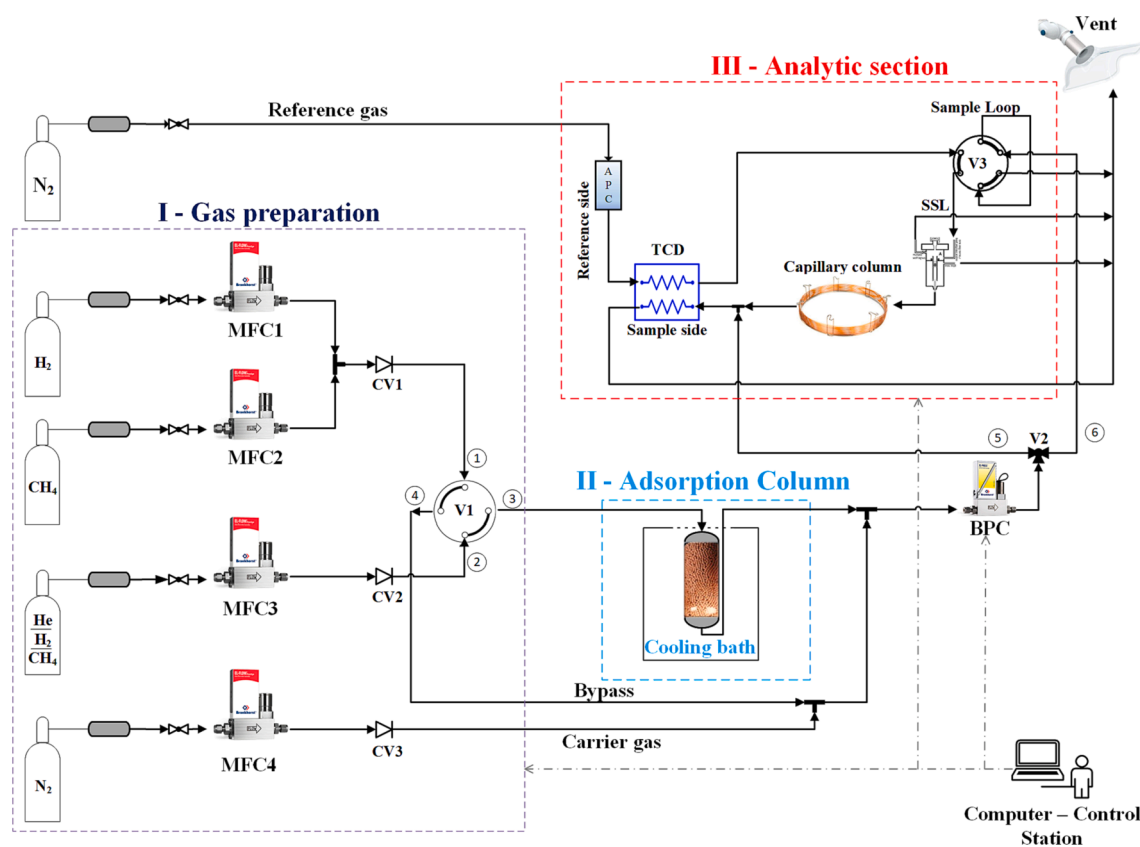 Vent
III - Analytic section
Reference gas
Sample Loop
N2
A
P
C
V3
Reference side
I - Gas preparation
SSL
TCD
Capillary column
Sample side
H2
MFC1
CV1
CH4
MFC2
1
5
V2
6
II - Adsorption Column
4
V1
3
BPC
2
He
H2
CH4
MFC3
CV2
Cooling bath
Bypass
N2
MFC4
CV3
Carrier gas
Computer – Control
Station